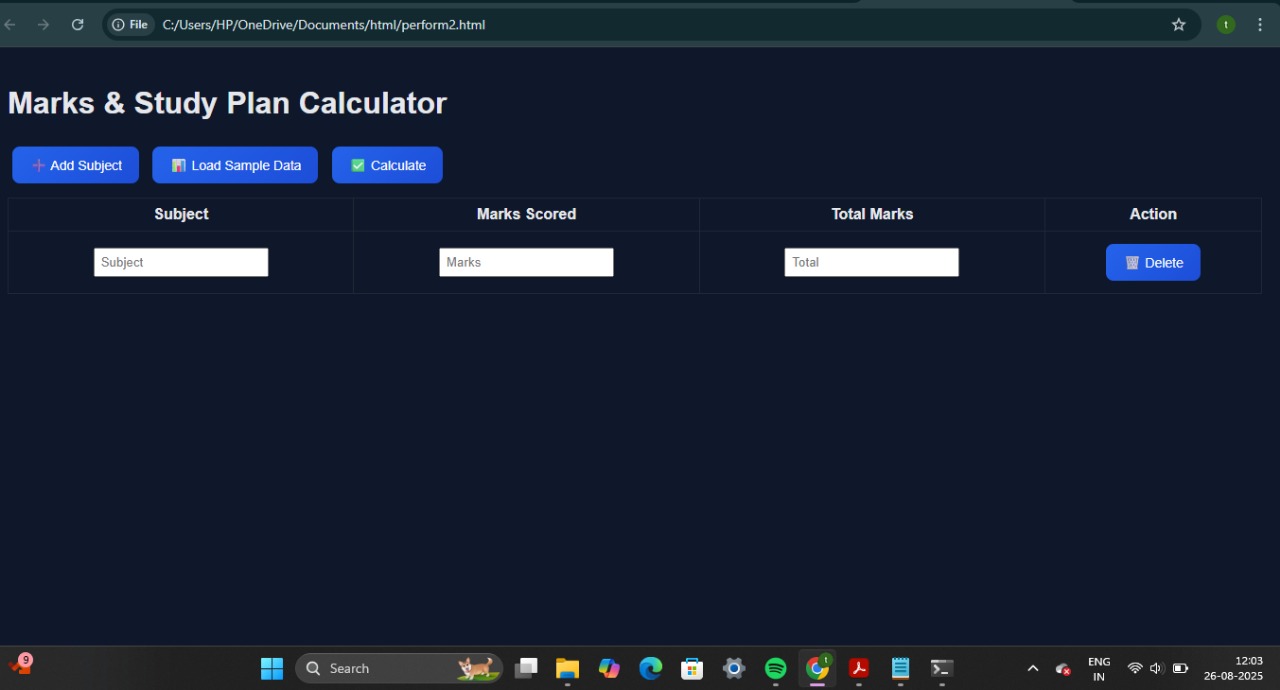 File C:/Users/HP/OneDrive/Documents/html/perform2.html t
Marks & Study Plan Calculator
Add Subject Load Sample Data Calculate
Subject Marks Scored Total Marks Action
Subject Marks Total Delete
9 Search t ENG 12:03
IN 26-08-2025